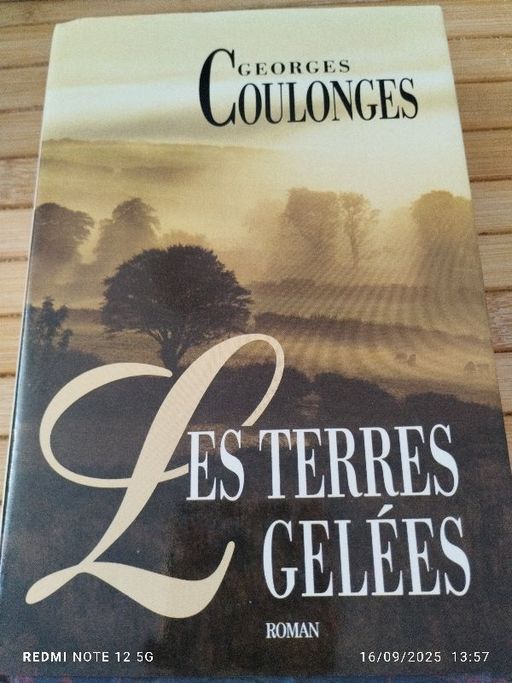 GEORGES
COULONGES
LES TERRES
GELÉES
ROMAN
REDMI NOTE 12 5G
16/09/2025 13:57